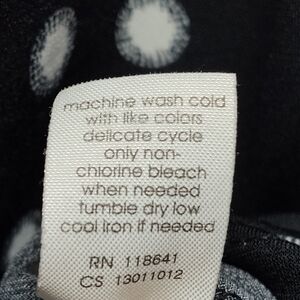 machine wash cold
with like colors
delicate cycle
only non-
chlorine bleach
when needed
tumble dry low
cool iron if needed
RN 118641
CS 13011012